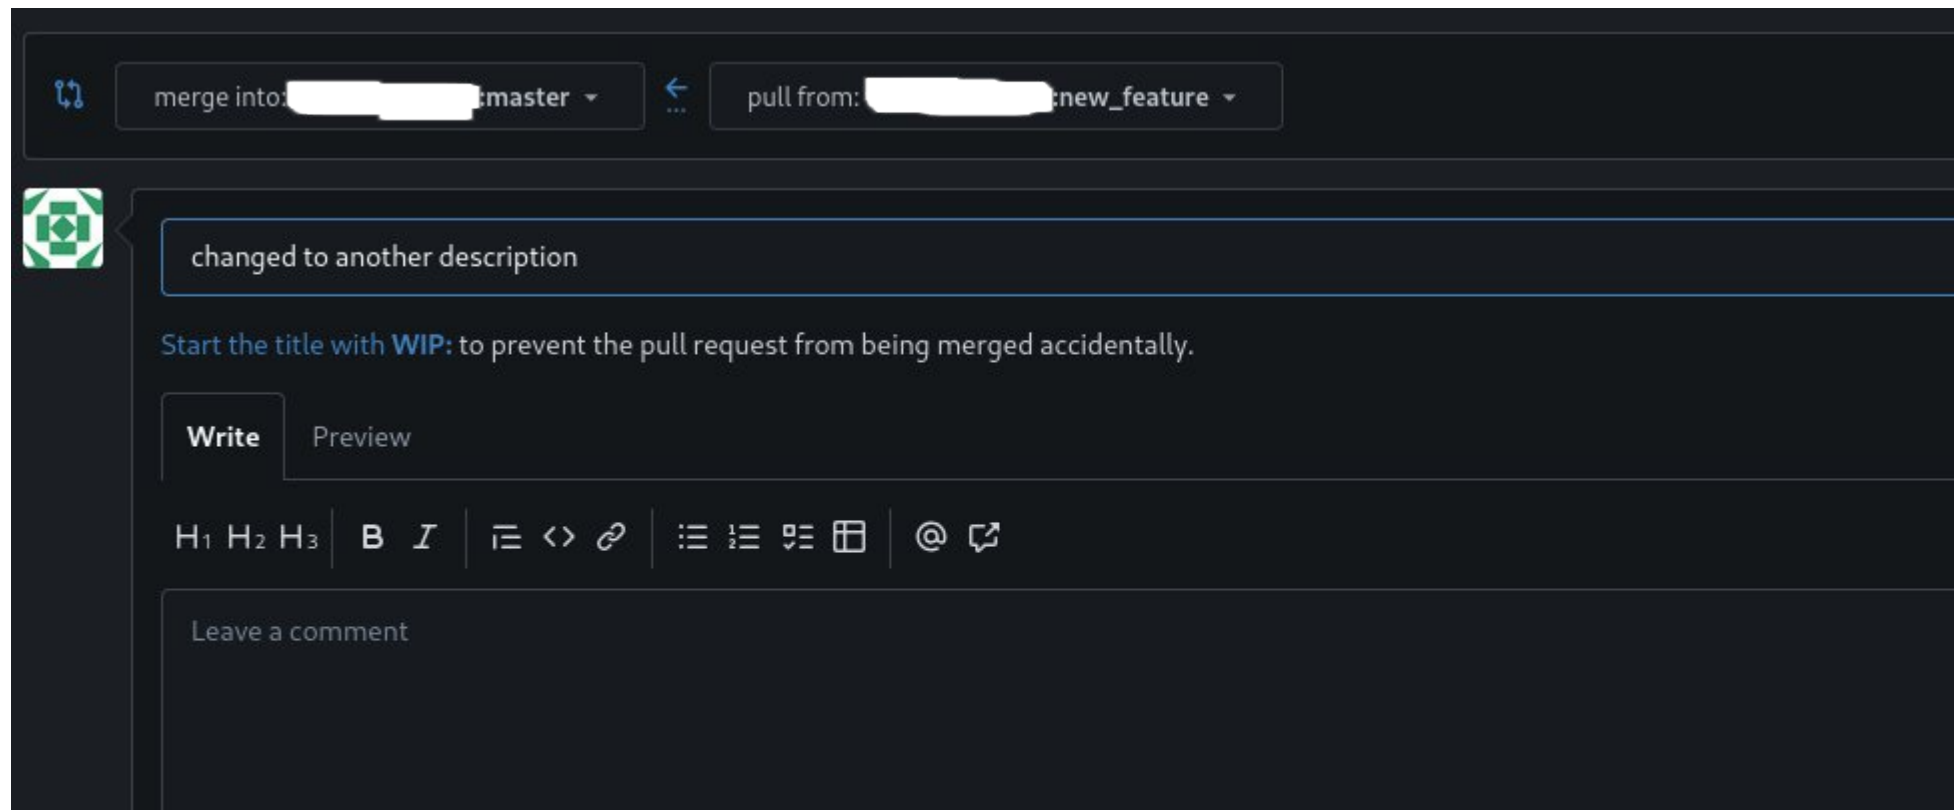 merge into: :master
pull from: :new_feature
changed to another description
Start the title with WIP: to prevent the pull request from being merged accidentally.
Write Preview
H1 H2 H3 B I
Leave a comment